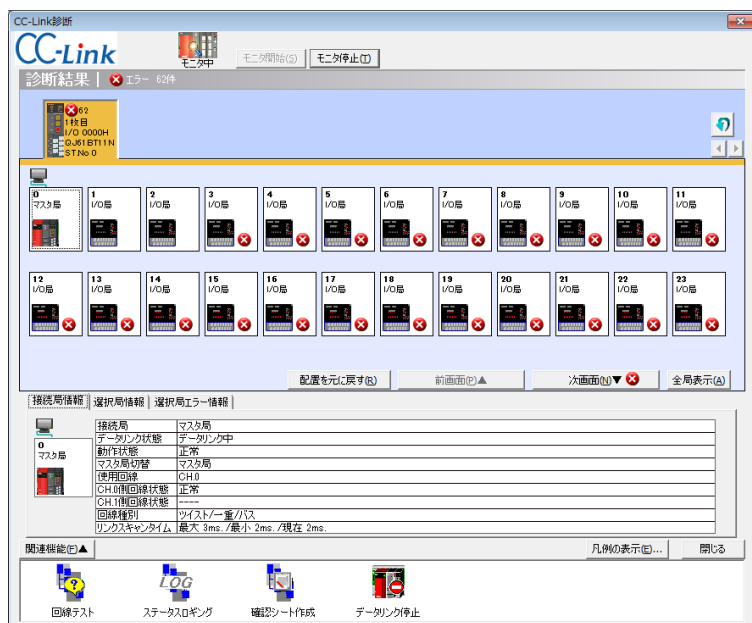 CC-Link診断
CC-Link
モニタ中
モニタ開始(S)
モニタ停止(T)
診断結果 エラー 62件
62
1枚目
I/O 0000H
QJ61BT11N
ST.No 0
0 1 2 3 4 5 6 7 8 9 10 11
マスタ局 I/O局 I/O局 I/O局 I/O局 I/O局 I/O局 I/O局 I/O局 I/O局 I/O局 I/O局
12 13 14 15 16 17 18 19 20 21 22 23
I/O局 I/O局 I/O局 I/O局 I/O局 I/O局 I/O局 I/O局 I/O局 I/O局 I/O局 I/O局
配置を元に戻す(R) 前画面(P)▲ 次画面(N)▼ 全局表示(A)
接続局情報 選択局情報 選択局エラー情報
0
マスタ局
接続局 マスタ局
データリンク状態 データリンク中
動作状態 正常
マスタ局切替 マスタ局
使用回線 CH.0
CH.0側回線状態 正常
CH.1側回線状態 ----
回線種別 ツイスト/一重/バス
リンクスキャンタイム 最大 3ms. /最小 2ms. /現在 2ms.
関連機能(F)▲ 凡例の表示(E)... 閉じる
LOG
回線テスト ステータスロギング 確認シート作成 データリンク停止